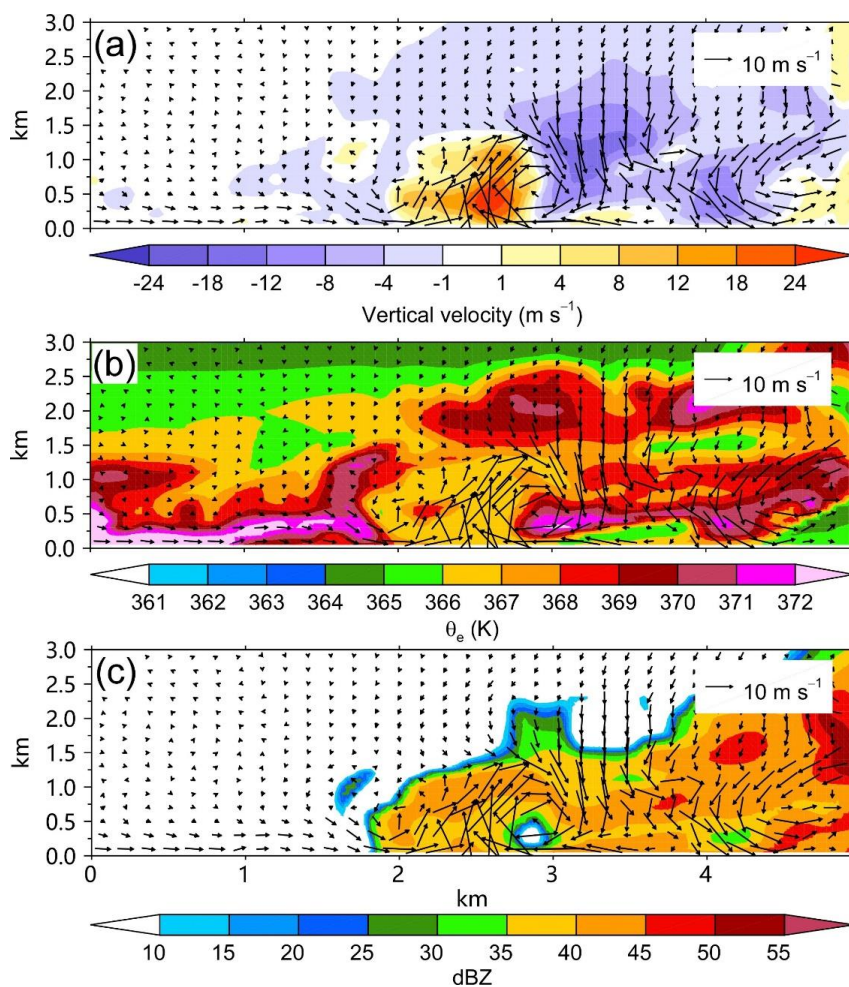 (a)
3.0
2.5
2.0
1.5
1.0
0.5
0.0
km
10 m s⁻¹
-24 -18 -12 -8 -4 -1 1 4 8 12 18 24
Vertical velocity (m s⁻¹)
(b)
3.0
2.5
2.0
1.5
1.0
0.5
0.0
km
10 m s⁻¹
361 362 363 364 365 366 367 368 369 370 371 372
θe (K)
(c)
3.0
2.5
2.0
1.5
1.0
0.5
0.0
km
10 m s⁻¹
0 1 2 3 4
km
10 15 20 25 30 35 40 45 50 55
dBZ